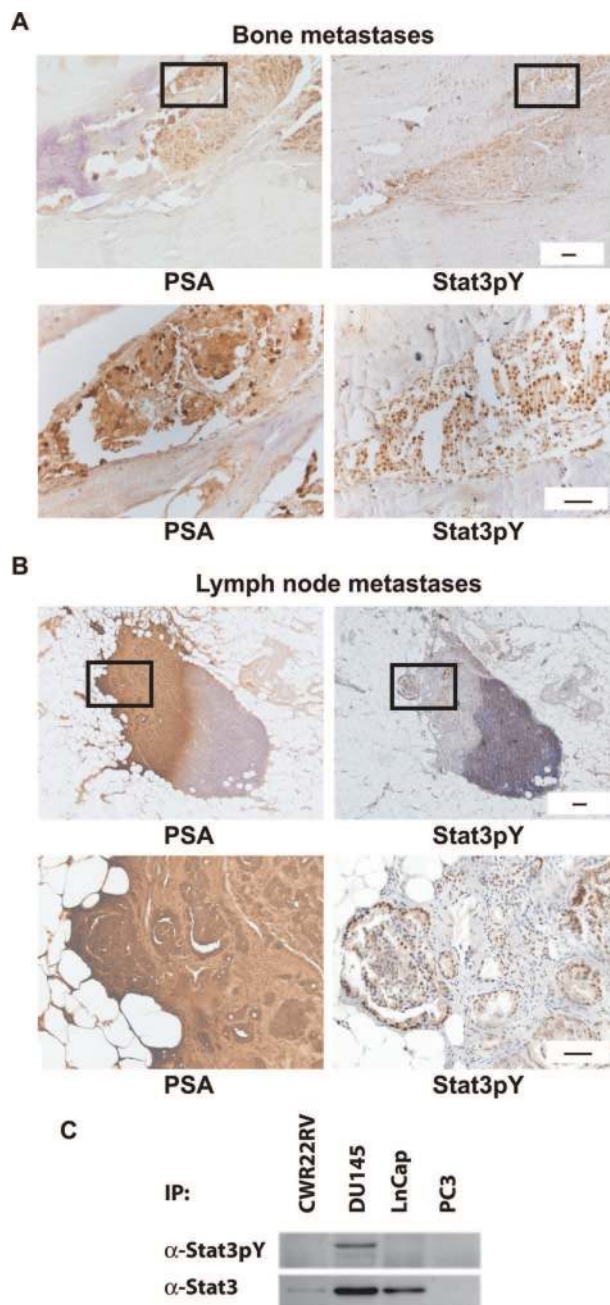 A
Bone metastases
PSA Stat3pY
PSA Stat3pY
B
Lymph node metastases
PSA Stat3pY
PSA Stat3pY
C
IP: CWR22RV DU145 LnCap PC3
α-Stat3pY
α-Stat3